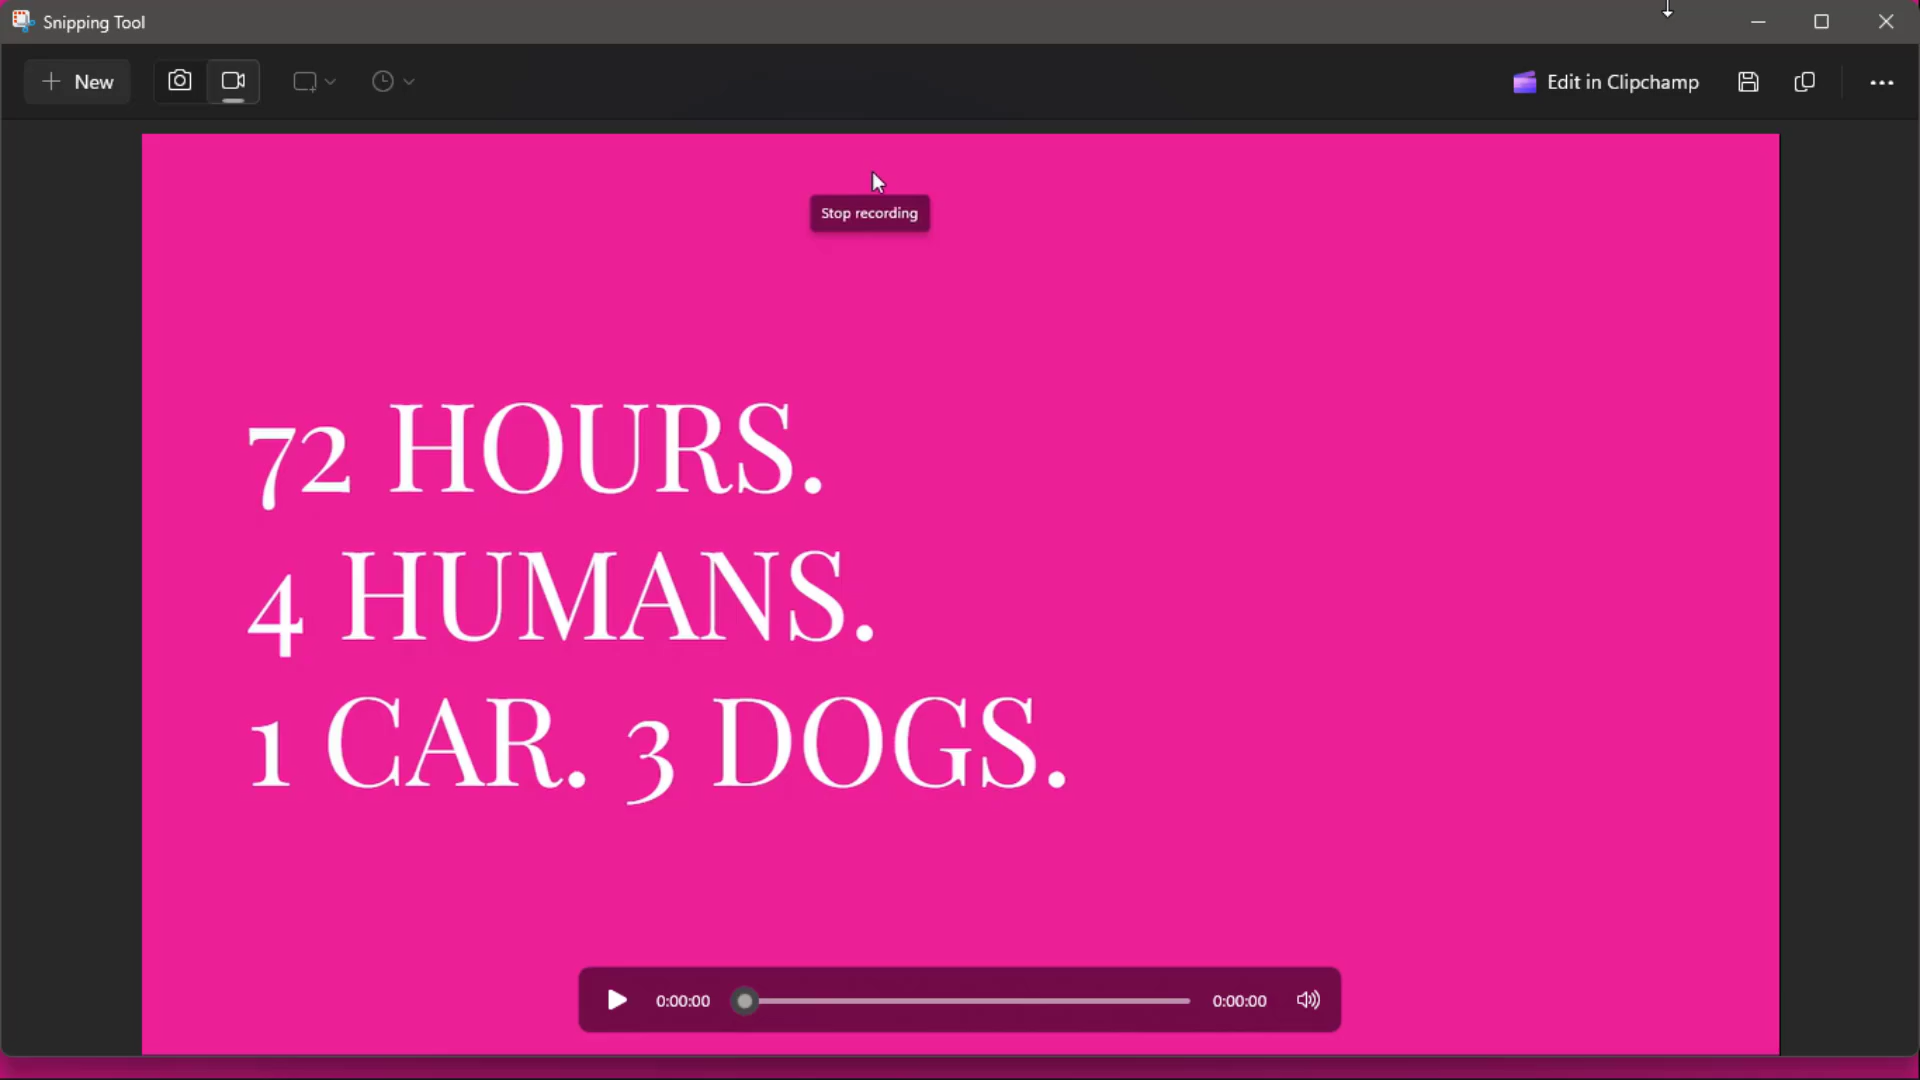 Snipping Tool
New
Edit in Clipchamp
Stop recording
72 HOURS.
4 HUMANS.
1 CAR. 3 DOGS.
0:00:00 0:00:00